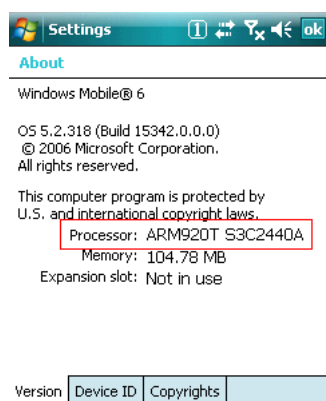 Settings 1 ok
About
Windows Mobile® 6
OS 5.2.318 (Build 15342.0.0.0)
© 2006 Microsoft Corporation.
All rights reserved.
This computer program is protected by
U.S. and international copyright laws.
Processor: ARM920T S3C2440A
Memory: 104.78 MB
Expansion slot: Not in use
Version Device ID Copyrights